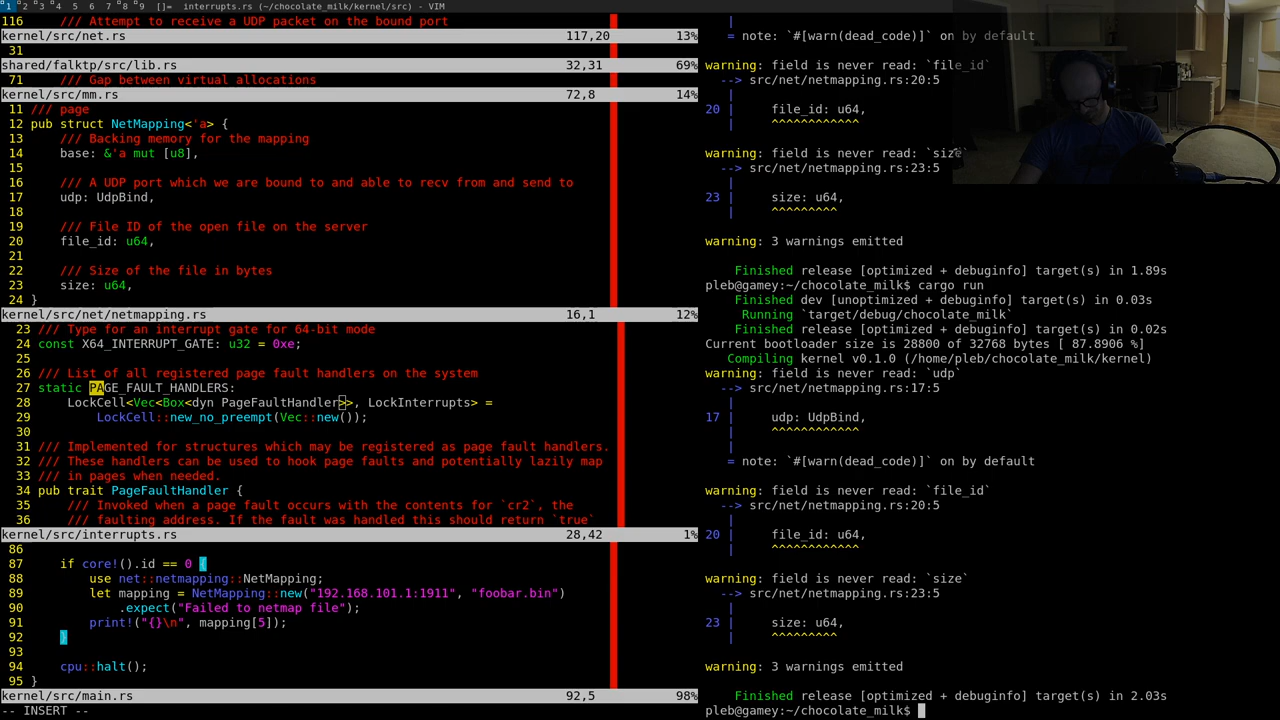 1 2 3 4 5 6 7 8 9 []= interrupts.rs (~/chocolate_milk/kernel/src) - VIM
116     /// Attempt to receive a UDP packet on the bound port
kernel/src/net.rs 117,20 13%
31
shared/falktp/src/lib.rs 32,31 69%
71     /// Gap between virtual allocations
kernel/src/mm.rs 72,8 14%
11 /// page
12 pub struct NetMapping<'a> {
13     /// Backing memory for the mapping
14     base: &'a mut [u8],
15
16     /// A UDP port which we are bound to and able to recv from and send to
17     udp: UdpBind,
18
19     /// File ID of the open file on the server
20     file_id: u64,
21
22     /// Size of the file in bytes
23     size: u64,
24 }
kernel/src/net/netmapping.rs 16,1 12%
23 /// Type for an interrupt gate for 64-bit mode
24 const X64_INTERRUPT_GATE: u32 = 0xe;
25
26 /// List of all registered page fault handlers on the system
27 static PAGE_FAULT_HANDLERS:
28     LockCell<Vec<Box<dyn PageFaultHandler>>, LockInterrupts> =
29         LockCell::new_no_preempt(Vec::new());
30
31 /// Implemented for structures which may be registered as page fault handlers.
32 /// These handlers can be used to hook page faults and potentially lazily map
33 /// in pages when needed.
34 pub trait PageFaultHandler {
35     /// Invoked when a page fault occurs with the contents for `cr2`, the
36     /// faulting address. If the fault was handled this should return `true`
kernel/src/interrupts.rs 28,42 1%
86
87     if core!().id == 0 {
88         use net::netmapping::NetMapping;
89         let mapping = NetMapping::new("192.168.101.1:1911", "foobar.bin")
90             .expect("Failed to netmap file");
91         print!("{}\n", mapping[5]);
92     }
93
94     cpu::halt();
95 }
kernel/src/main.rs 92,5 98%
-- INSERT --
|
= note: `#[warn(dead_code)]` on by default
warning: field is never read: `file_id`
--> src/net/netmapping.rs:20:5
|
20 |     file_id: u64,
|     ^^^^^^^^^^^^
warning: field is never read: `size`
--> src/net/netmapping.rs:23:5
|
23 |     size: u64,
|     ^^^^^^^^^
warning: 3 warnings emitted
Finished release [optimized + debuginfo] target(s) in 1.89s
pleb@gamey:~/chocolate_milk$ cargo run
Finished dev [unoptimized + debuginfo] target(s) in 0.03s
Running `target/debug/chocolate_milk`
Finished release [optimized + debuginfo] target(s) in 0.02s
Current bootloader size is 28800 of 32768 bytes [ 87.8906 %]
Compiling kernel v0.1.0 (/home/pleb/chocolate_milk/kernel)
warning: field is never read: `udp`
--> src/net/netmapping.rs:17:5
|
17 |     udp: UdpBind,
|     ^^^^^^^^^^^^
|
= note: `#[warn(dead_code)]` on by default
warning: field is never read: `file_id`
--> src/net/netmapping.rs:20:5
|
20 |     file_id: u64,
|     ^^^^^^^^^^^^
warning: field is never read: `size`
--> src/net/netmapping.rs:23:5
|
23 |     size: u64,
|     ^^^^^^^^^
warning: 3 warnings emitted
Finished release [optimized + debuginfo] target(s) in 2.03s
pleb@gamey:~/chocolate_milk$